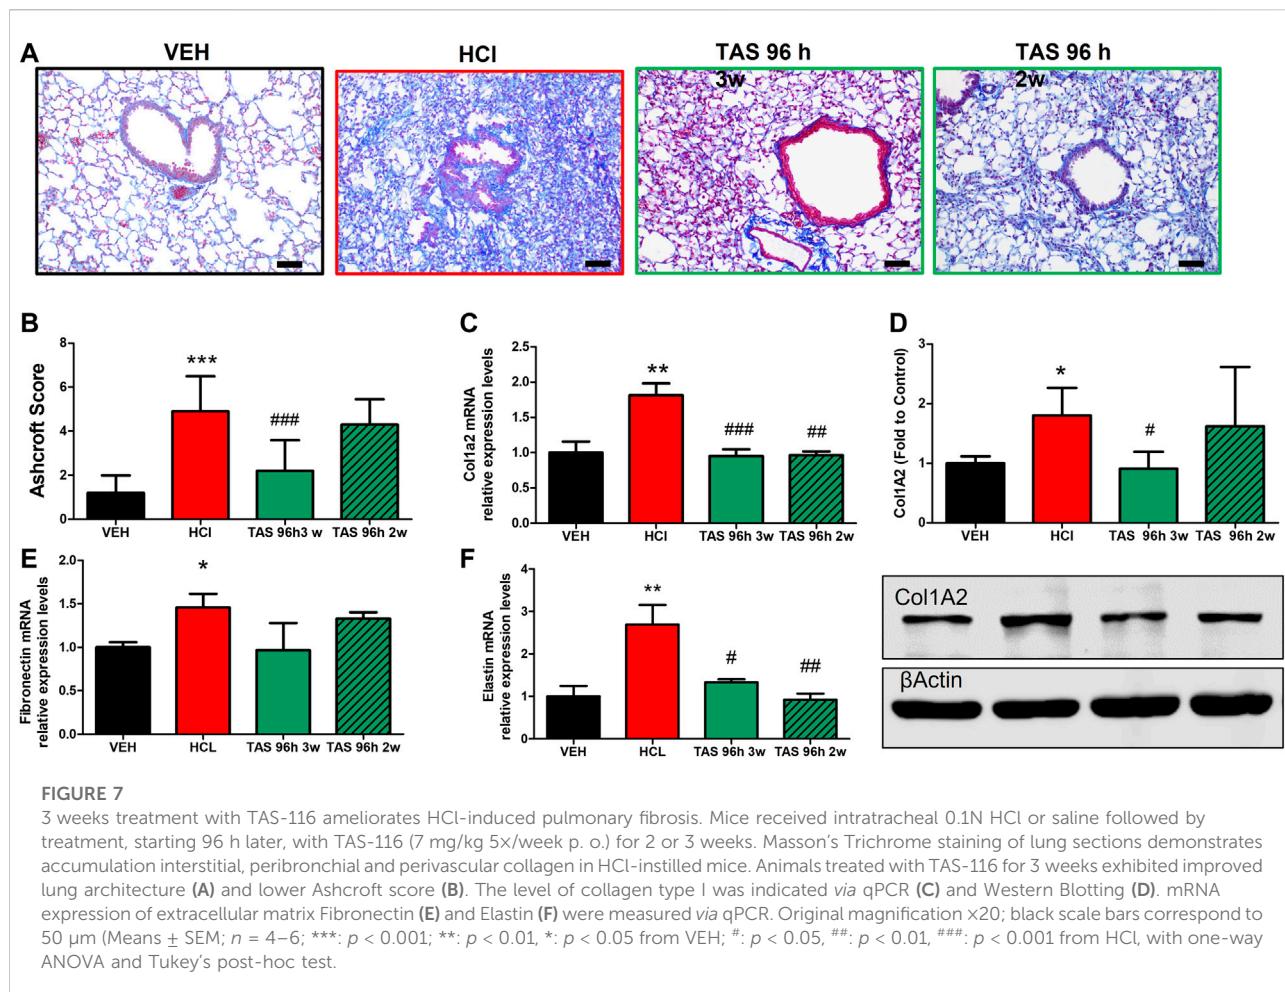 A
VEH
HCl
TAS 96 h
3w
TAS 96 h
2w
B
Ashcroft Score
8
6
4
2
0
***
###
VEH
HCl
TAS 96h3 w
TAS 96h 2w
C
Col1a2 mRNA
relative expression levels
2.5
2.0
1.5
1.0
0.5
0.0
**
###
##
VEH
HCl
TAS 96h 3w
TAS 96h 2w
D
Col1A2 (Fold to Control)
3
2
1
0
*
#
VEH
HCl
TAS 96h 3w
TAS 96h 2w
E
Fibronectin mRNA
relative expression levels
2.0
1.5
1.0
0.5
0.0
*
VEH
HCL
TAS 96h 3w
TAS 96h 2w
F
Elastin mRNA
relative expression levels
4
3
2
1
0
**
#
##
VEH
HCL
TAS 96h 3w
TAS 96h 2w
Col1A2
βActin
FIGURE 7
3 weeks treatment with TAS-116 ameliorates HCl-induced pulmonary fibrosis. Mice received intratracheal 0.1N HCl or saline followed by
treatment, starting 96 h later, with TAS-116 (7 mg/kg 5×/week p. o.) for 2 or 3 weeks. Masson's Trichrome staining of lung sections demonstrates
accumulation interstitial, peribronchial and perivascular collagen in HCl-instilled mice. Animals treated with TAS-116 for 3 weeks exhibited improved
lung architecture (A) and lower Ashcroft score (B). The level of collagen type I was indicated via qPCR (C) and Western Blotting (D). mRNA
expression of extracellular matrix Fibronectin (E) and Elastin (F) were measured via qPCR. Original magnification ×20; black scale bars correspond to
50 µm (Means ± SEM; n = 4–6; ***: p < 0.001; **: p < 0.01, *: p < 0.05 from VEH; #: p < 0.05, ##: p < 0.01, ###: p < 0.001 from HCl, with one-way
ANOVA and Tukey's post-hoc test.